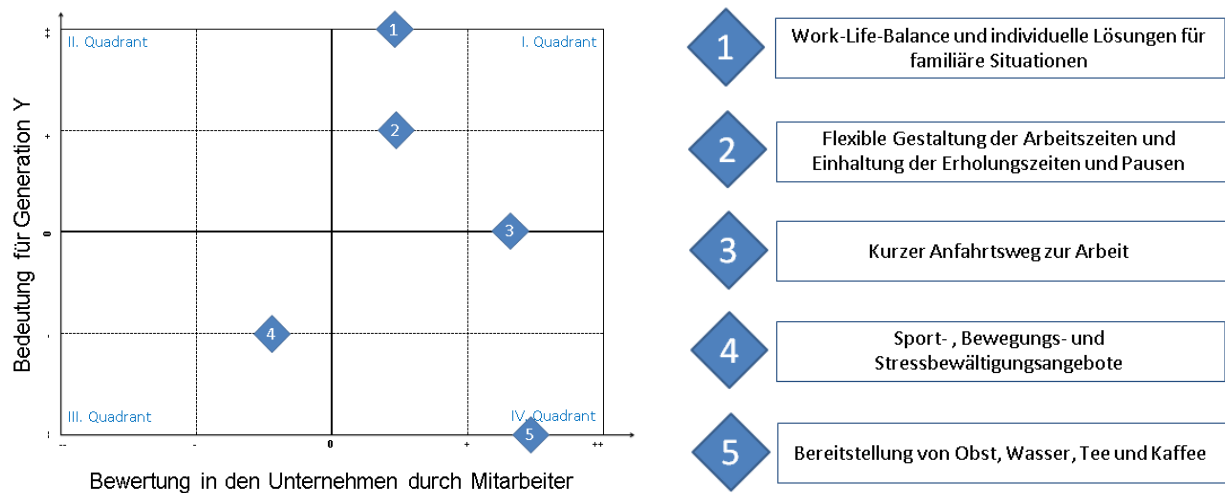 II. Quadrant
I. Quadrant
III. Quadrant
IV. Quadrant
1
2
3
4
5
Bedeutung für Generation Y
+
0
-
--
-
0
+
++
Bewertung in den Unternehmen durch Mitarbeiter
1
Work-Life-Balance und individuelle Lösungen für
familiäre Situationen
2
Flexible Gestaltung der Arbeitszeiten und
Einhaltung der Erholungszeiten und Pausen
3
Kurzer Anfahrtsweg zur Arbeit
4
Sport- , Bewegungs- und
Stressbewältigungsangebote
5
Bereitstellung von Obst, Wasser, Tee und Kaffee